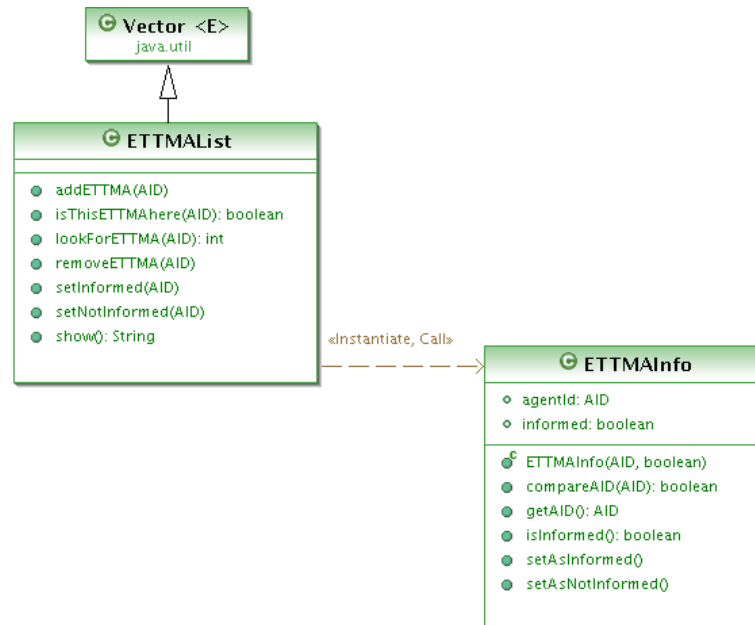 Vector <E>
java.util
ETTMAList
addETTMA(AID)
isThisETTMAhere(AID): boolean
lookForETTMA(AID): int
removeETTMA(AID)
setInformed(AID)
setNotInformed(AID)
show(): String
«Instantiate, Call»
ETTMAInfo
agentId: AID
informed: boolean
ETTMAInfo(AID, boolean)
compareAID(AID): boolean
getAID(): AID
isInformed(): boolean
setAsInformed()
setAsNotInformed()